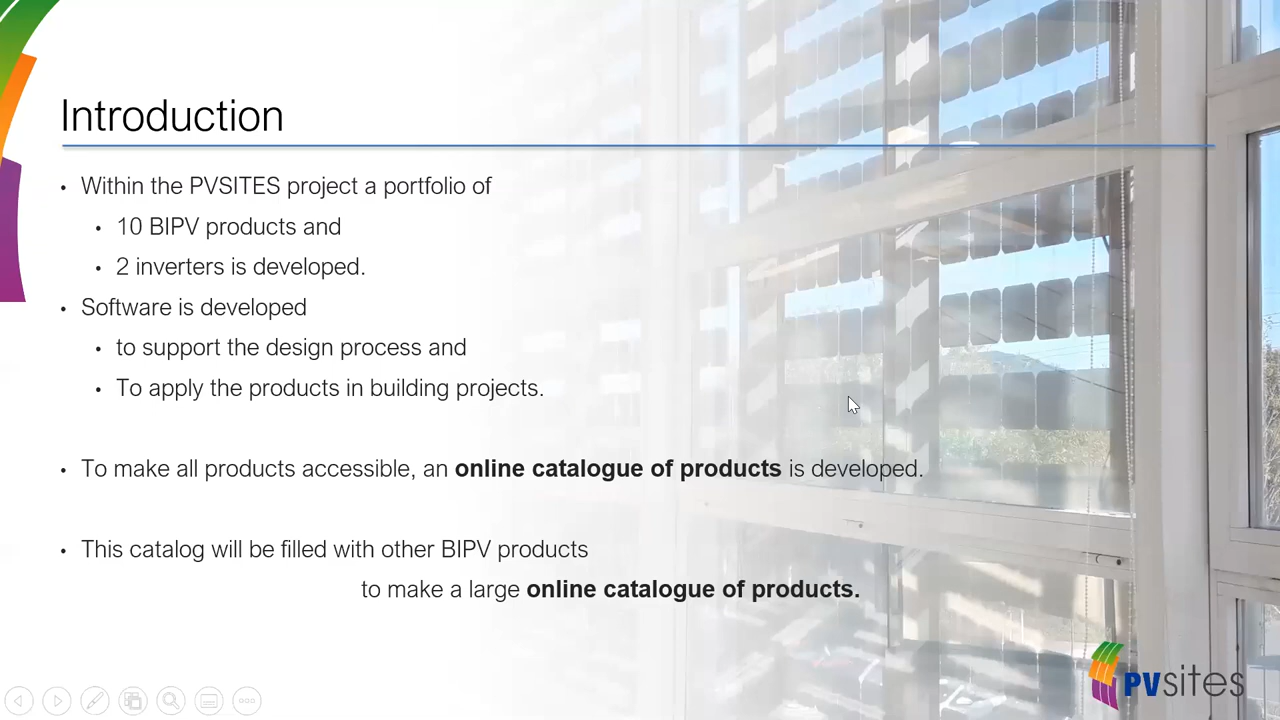 Introduction
• Within the PVSITES project a portfolio of
• 10 BIPV products and
• 2 inverters is developed.
• Software is developed
• to support the design process and
• To apply the products in building projects.
• To make all products accessible, an online catalogue of products is developed.
• This catalog will be filled with other BIPV products
to make a large online catalogue of products.
PVsites